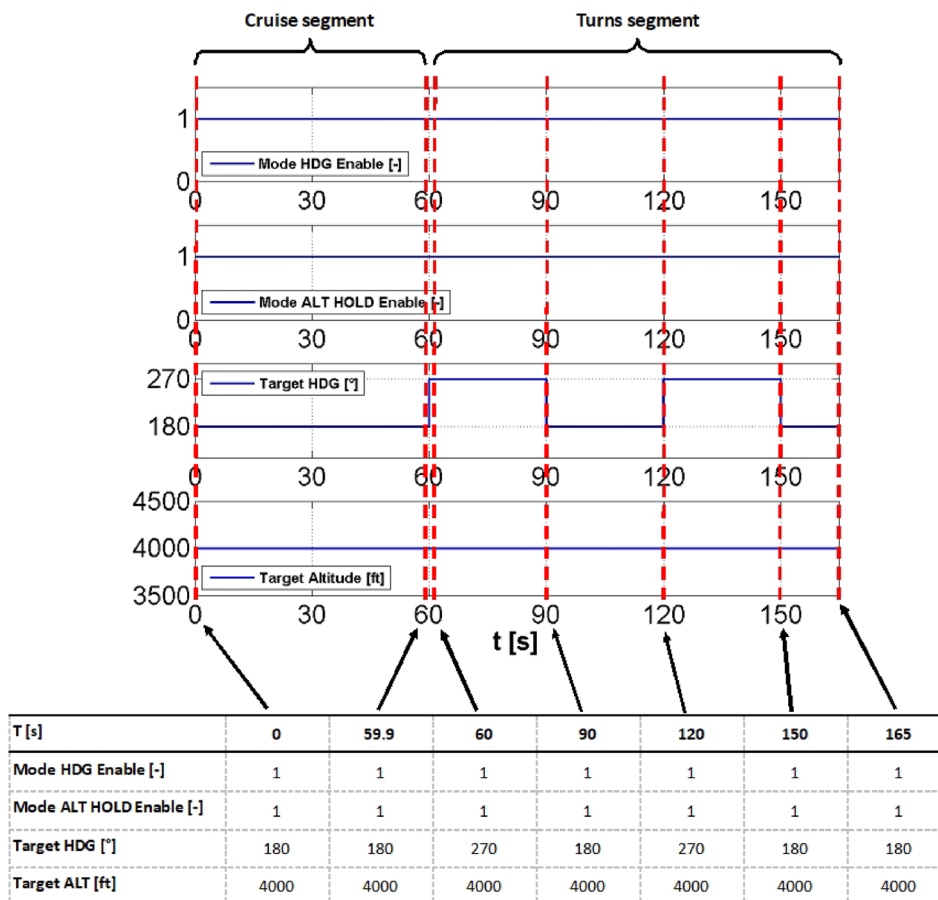 Cruise segment Turns segment
1
Mode HDG Enable [-]
0
0 30 60 90 120 150
1
Mode ALT HOLD Enable [-]
0
0 30 60 90 120 150
270
Target HDG [°]
180
0 30 60 90 120 150
4500
4000
Target Altitude [ft]
3500
0 30 60 90 120 150
t [s]
T [s] 0 59.9 60 90 120 150 165
Mode HDG Enable [-] 1 1 1 1 1 1 1
Mode ALT HOLD Enable [-] 1 1 1 1 1 1 1
Target HDG [°] 180 180 270 180 270 180 180
Target ALT [ft] 4000 4000 4000 4000 4000 4000 4000